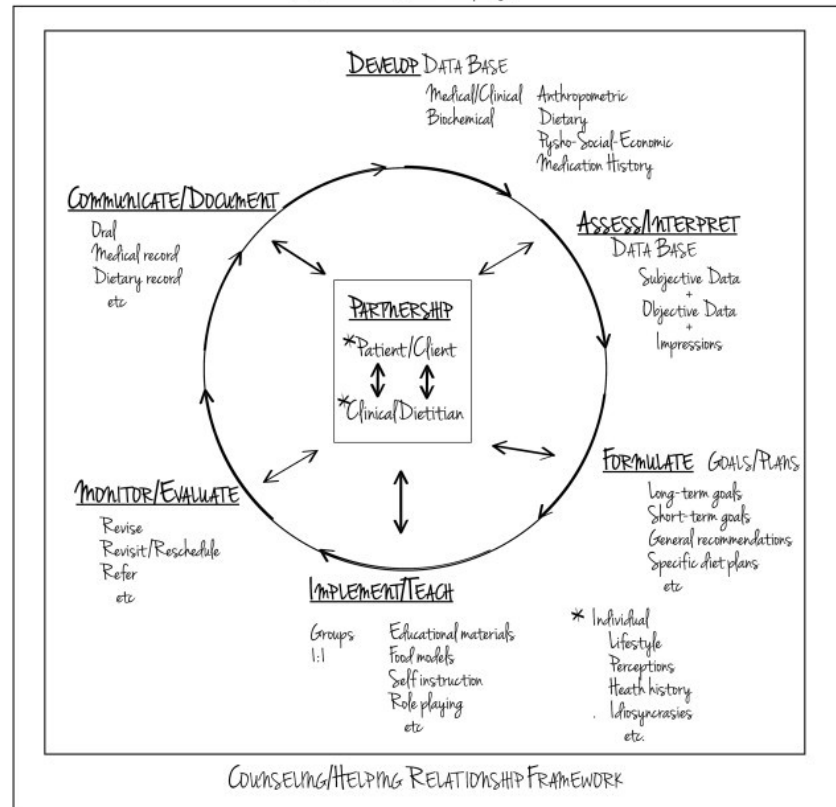 DEVELOP DATA BASE
Medical/Clinical Anthropometric
Biochemical Dietary
Pysho-Social-Economic
Medication History
ASSESS/INTERPRET
DATA BASE
Subjective Data
+
Objective Data
+
Impressions
FORMULATE GOALS/PLANS
Long-term goals
Short-term goals
General recommendations
Specific diet plans
etc
* Individual
Lifestyle
Perceptions
Heath history
. Idiosyncrasies
etc.
IMPLEMENT/TEACH
Groups Educational materials
1:1 Food models
Self instruction
Role playing
etc
MONITOR/EVALUATE
Revise
Revisit/Reschedule
Refer
etc
COMMUNICATE/DOCUMENT
Oral
Medical record
Dietary record
etc
PARTNERSHIP
*Patient/Client
*Clinical Dietitian
COUNSELING/HELPING RELATIONSHIP FRAMEWORK